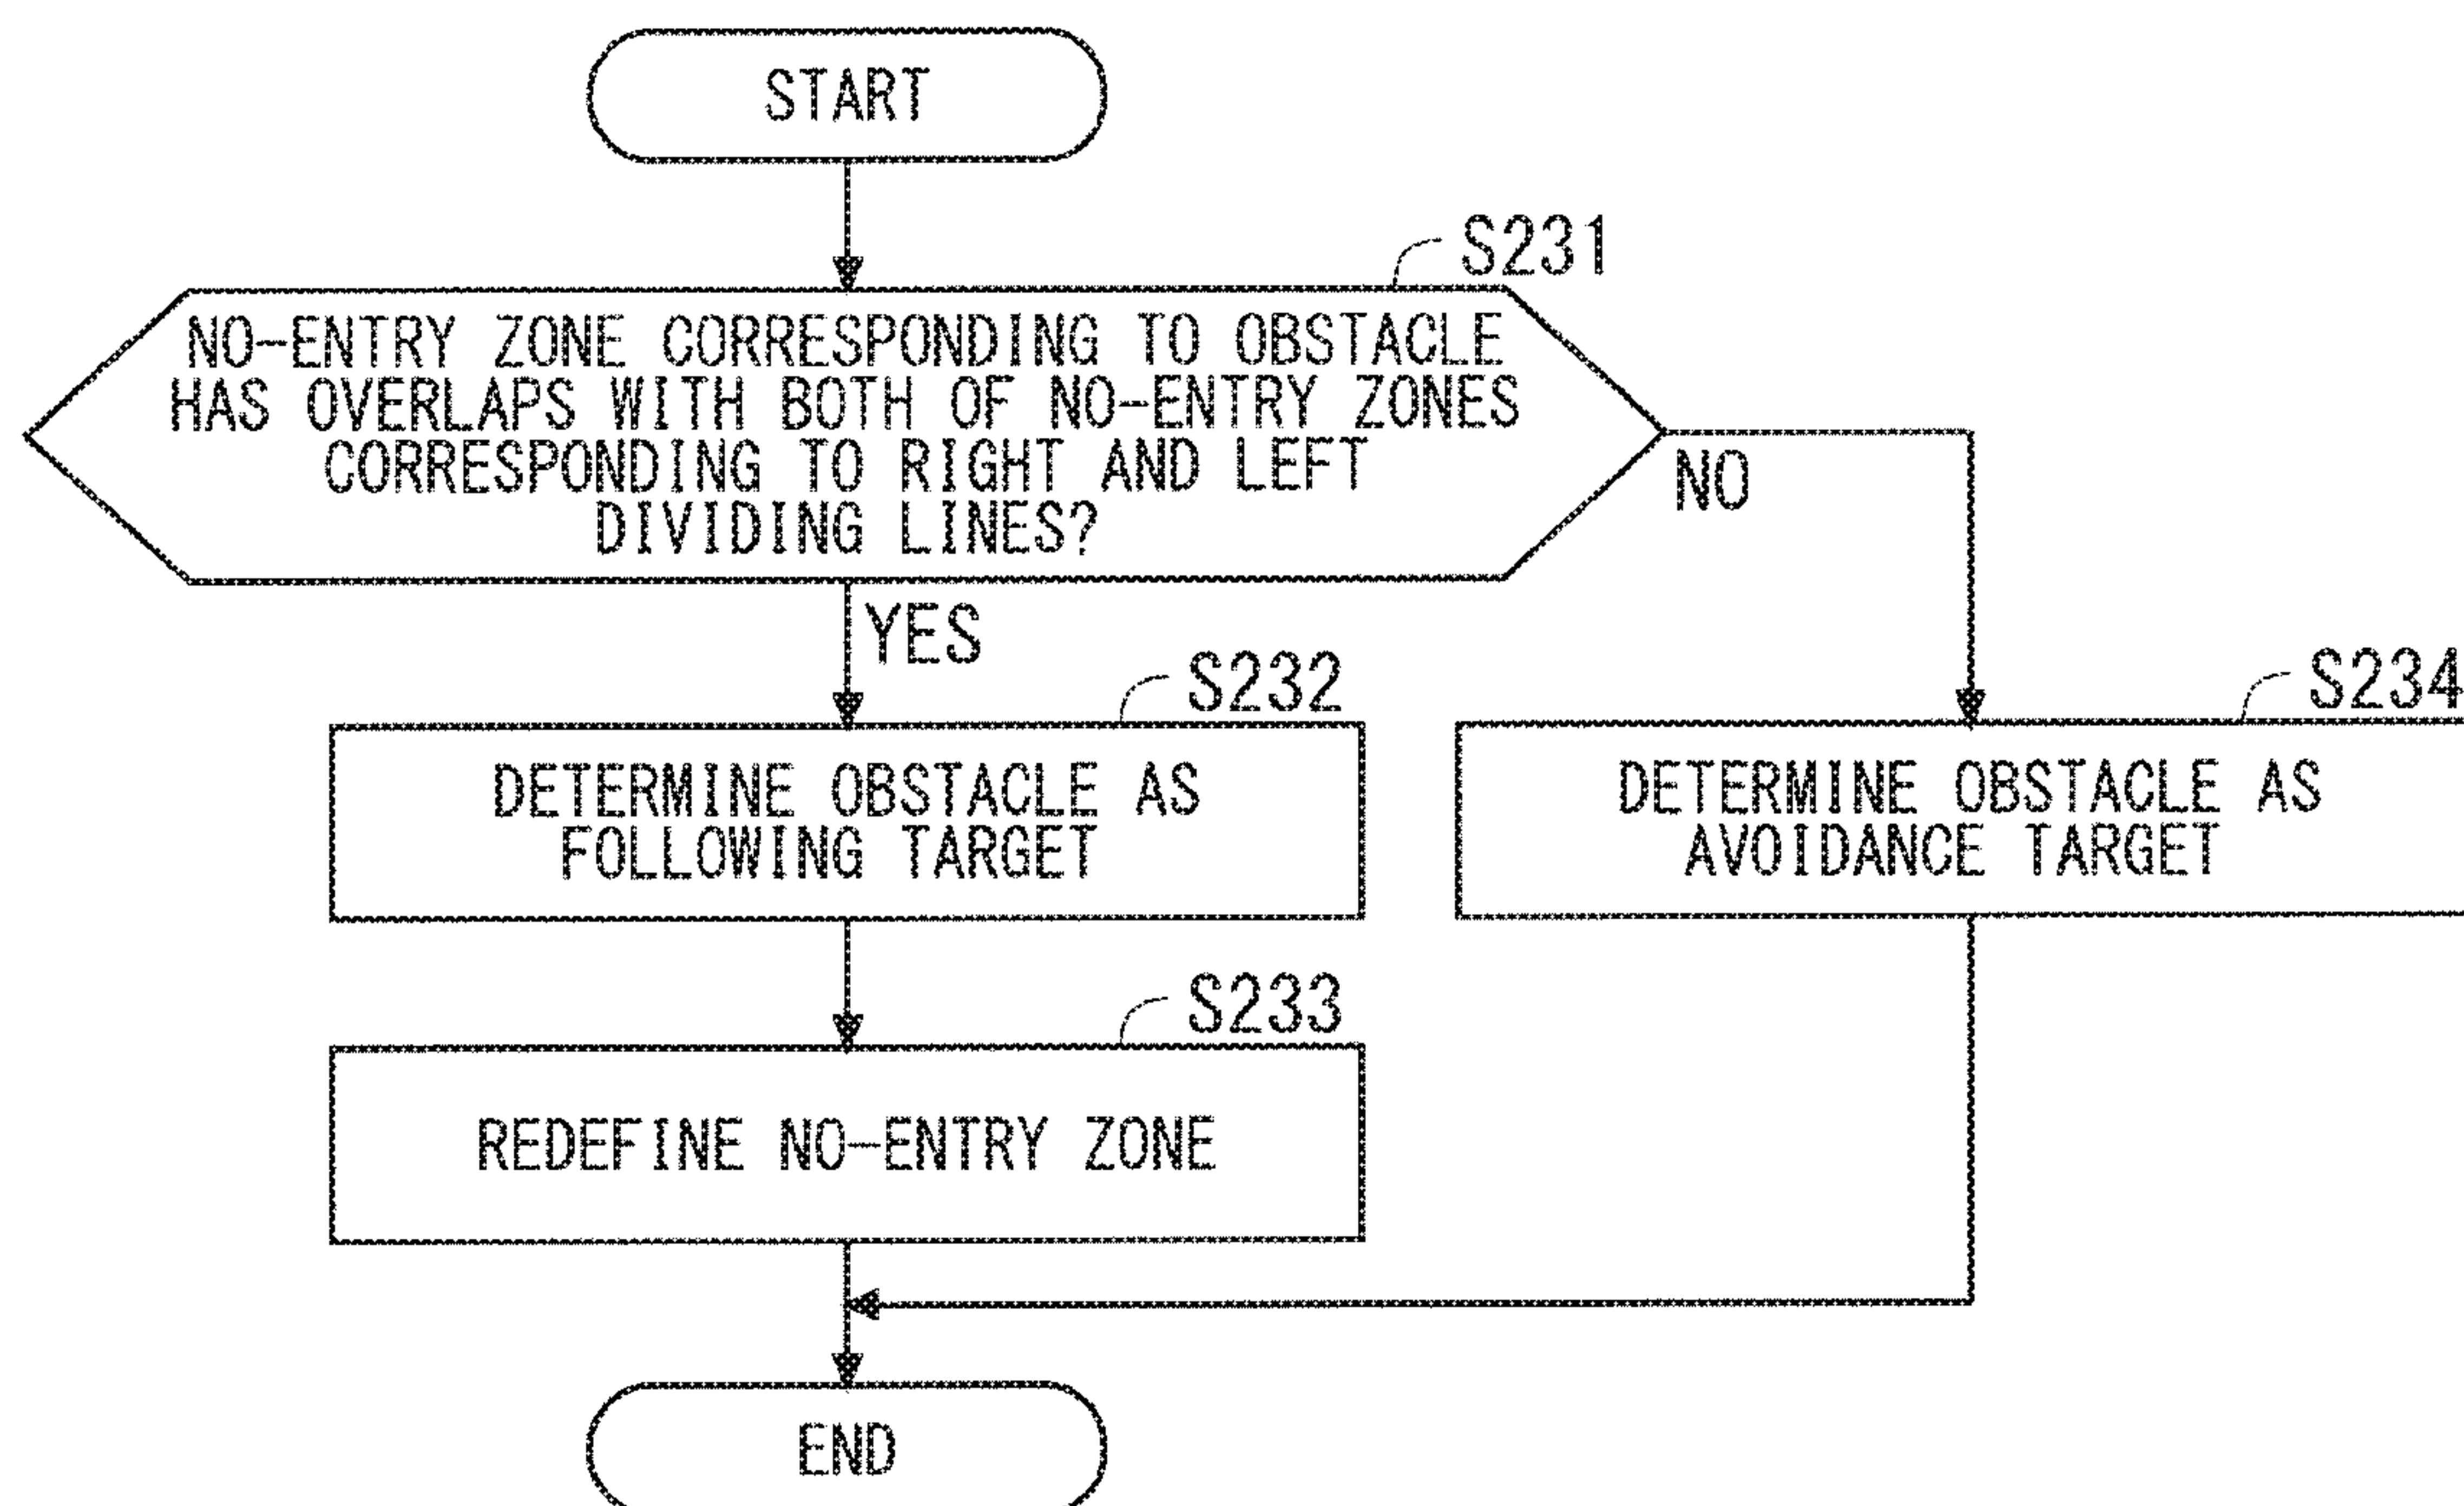 START
S231
NO-ENTRY ZONE CORRESPONDING TO OBSTACLE
HAS OVERLAPS WITH BOTH OF NO-ENTRY ZONES
CORRESPONDING TO RIGHT AND LEFT
DIVIDING LINES?
NO
YES
S232
DETERMINE OBSTACLE AS
FOLLOWING TARGET
S234
DETERMINE OBSTACLE AS
AVOIDANCE TARGET
S233
REDEFINE NO-ENTRY ZONE
END